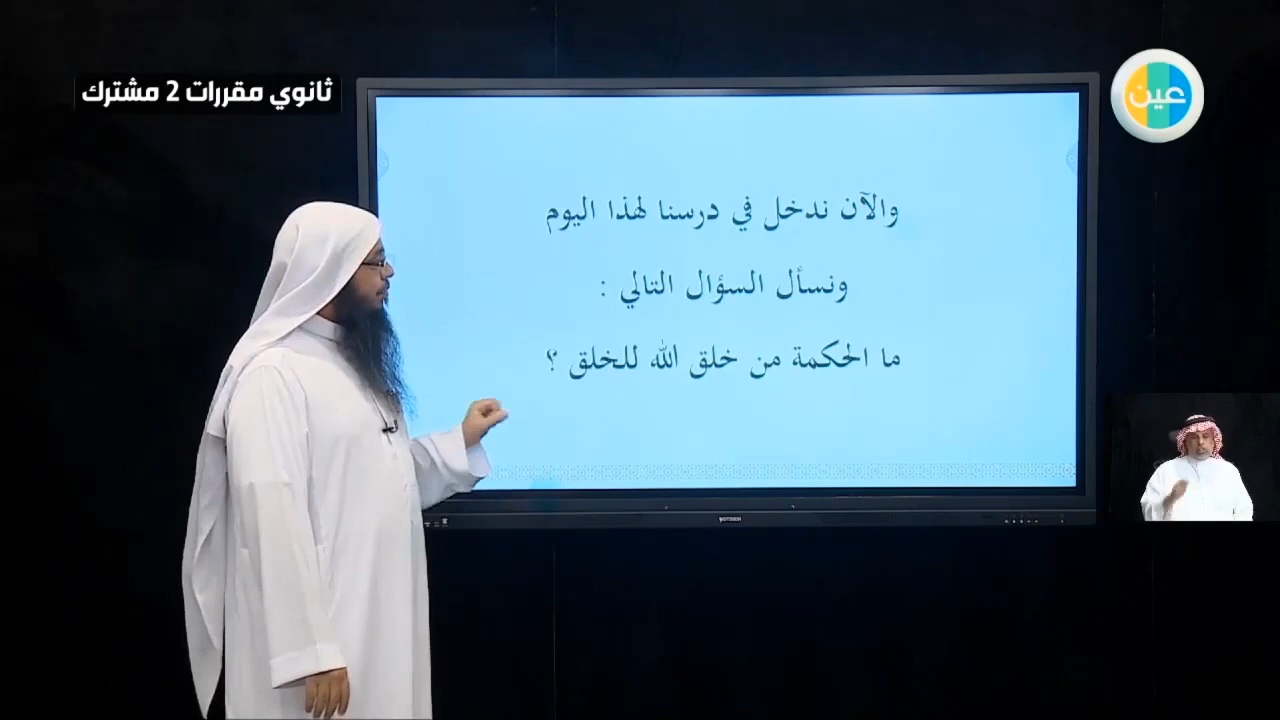 ثانوي مقررات 2 مشترك
عين
والآن ندخل في درسنا لهذا اليوم
ونسأل السؤال التالي :
ما الحكمة من خلق الله للخلق ؟